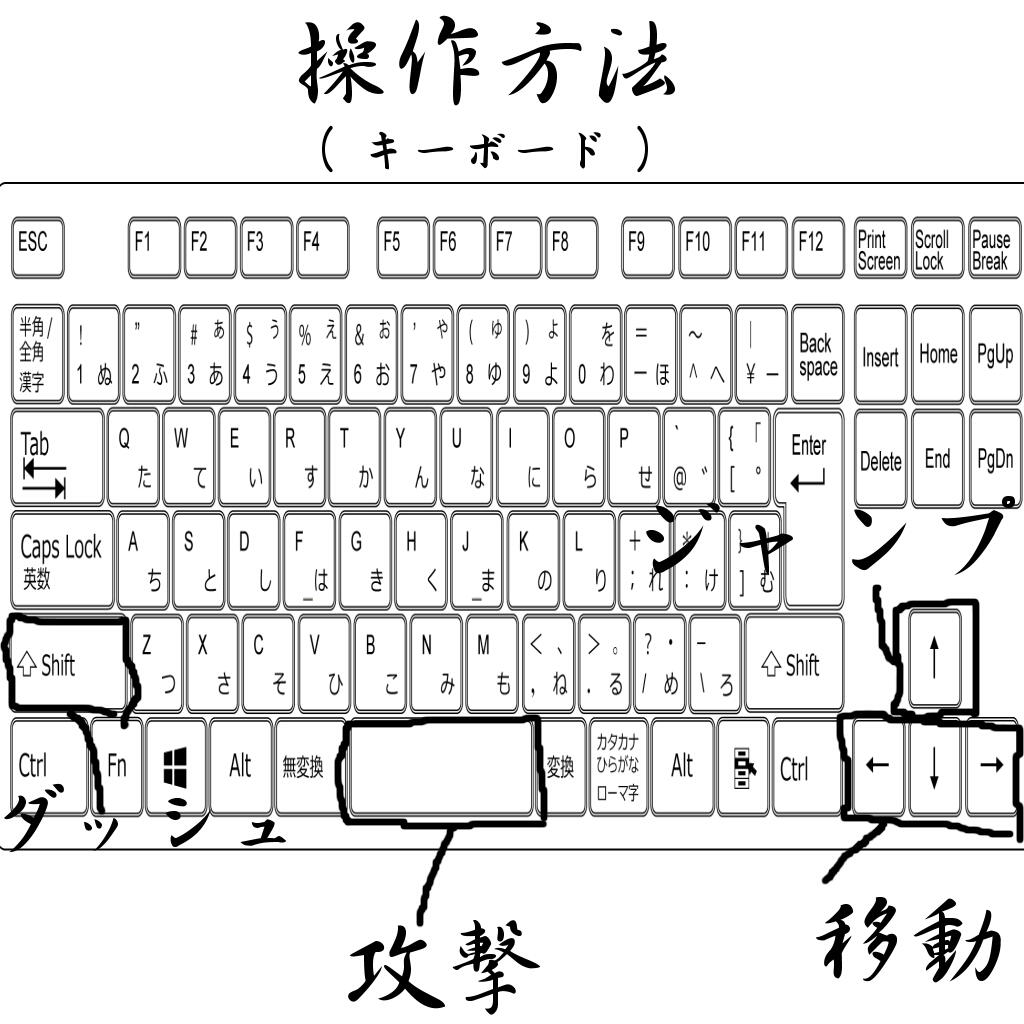 操作方法
(キーボード)
ESC F1 F2 F3 F4 F5 F6 F7 F8 F9 F10 F11 F12 Print Screen Scroll Lock Pause Break
半角/全角 漢字 ! 1 ぬ " 2 ふ # あ 3 あ $ ぅ 4 う % ぇ 5 え & ぉ 6 お ' ゃ 7 や ( ゅ 8 ゆ ) ょ 9 よ を 0 わ = ー ほ ~ ^ へ | ¥ ー Back space Insert Home PgUp
Tab Q た W て E い R す T か Y ん U な I に O ら P せ ` @ ゛ { 「 [ ゜ Enter Delete End PgDn
Caps Lock 英数 A ち S と D し F は G き H く J ま K の L り + ; れ * : け } ] む
ジャンプ
Shift Z つ X さ C そ V ひ B こ N み M も < 、 , ね > 。 . る ? ・ / め _ \ ろ Shift ↑
Ctrl Fn Alt 無変換 変換 カタカナ ひらがな ローマ字 Alt Ctrl ← ↓ →
ダッシュ
攻撃
移動